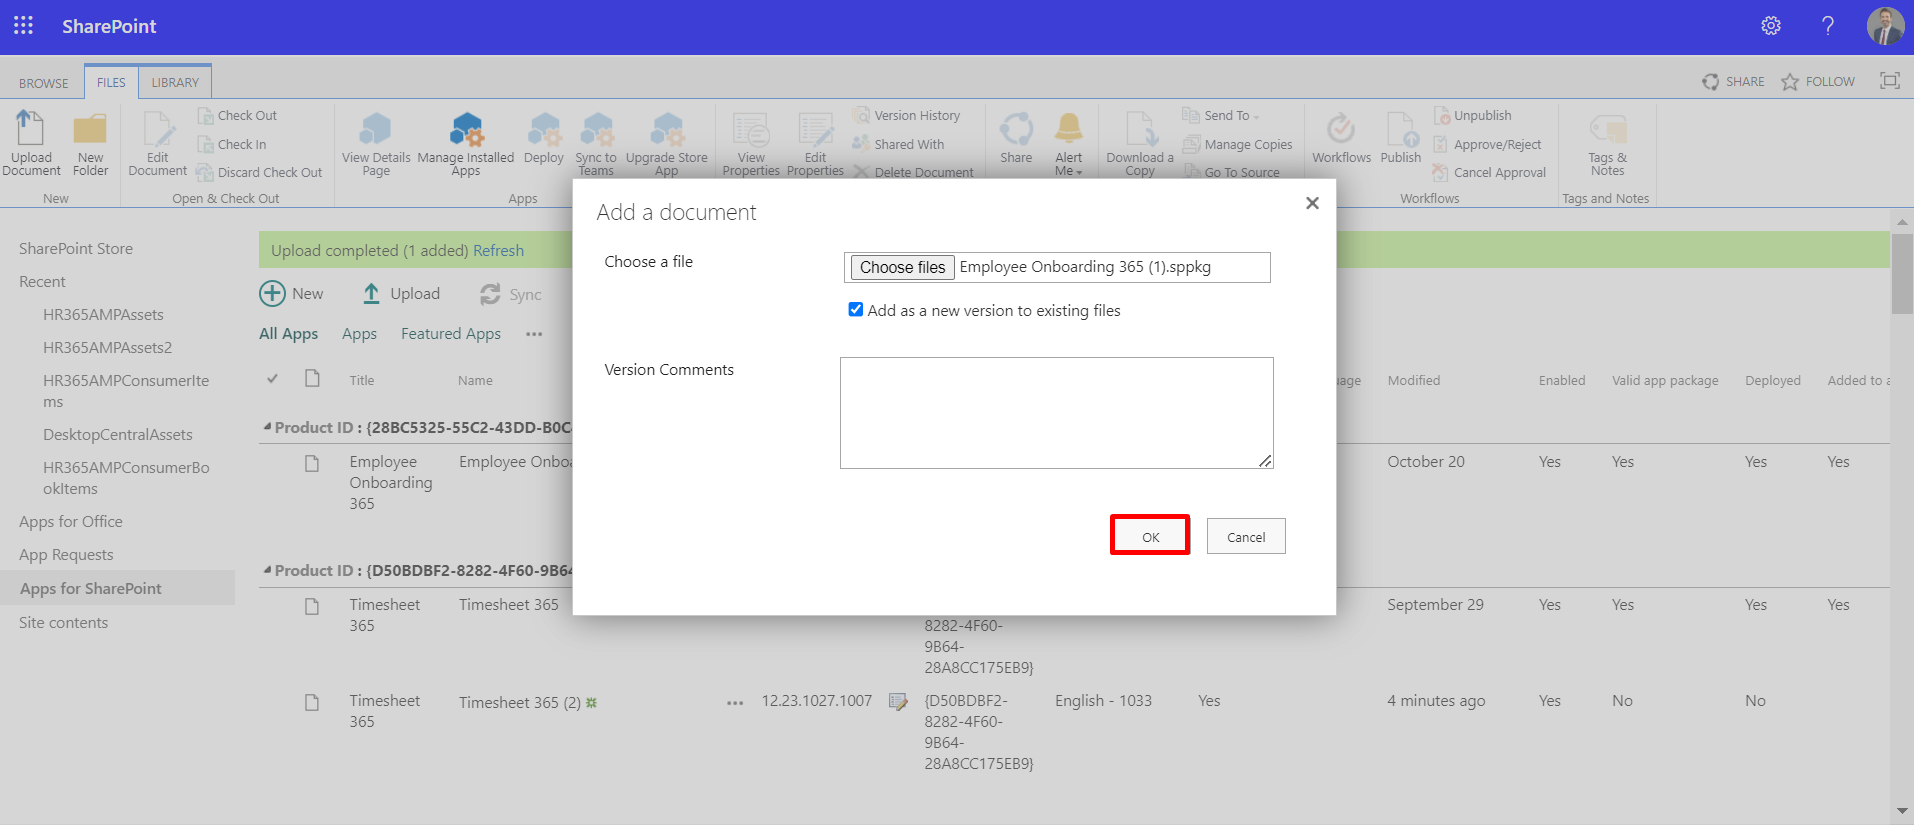 SharePoint
BROWSE FILES LIBRARY SHARE FOLLOW
Upload Document
New Folder
New
Edit Document
Check Out
Check In
Discard Check Out
Open & Check Out
View Details Page
Manage Installed Apps
Deploy
Sync to Teams
Upgrade Store App
Apps
View Properties
Edit Properties
Version History
Shared With
Delete Document
Share
Alert Me
Download a Copy
Send To
Manage Copies
Go To Source
Workflows
Publish
Unpublish
Approve/Reject
Cancel Approval
Workflows
Tags & Notes
Tags and Notes
SharePoint Store
Recent
HR365AMPAssets
HR365AMPAssets2
HR365AMPConsumerIte
ms
DesktopCentralAssets
HR365AMPConsumerBo
okItems
Apps for Office
App Requests
Apps for SharePoint
Site contents
Upload completed (1 added) Refresh
New Upload Sync
All Apps Apps Featured Apps ···
Title Name Modified Enabled Valid app package Deployed Added to a
Product ID : {28BC5325-55C2-43DD-B0C
Employee
Onboarding
365
Employee Onbo
October 20 Yes Yes Yes Yes
Product ID : {D50BDBF2-8282-4F60-9B64
Timesheet
365
Timesheet 365
8282-4F60-
9B64-
28A8CC175EB9}
September 29 Yes Yes Yes Yes
Timesheet
365
Timesheet 365 (2)
··· 12.23.1027.1007
{D50BDBF2-
8282-4F60-
9B64-
28A8CC175EB9}
English - 1033 Yes 4 minutes ago Yes No No
Add a document
Choose a file
Choose files Employee Onboarding 365 (1).sppkg
Add as a new version to existing files
Version Comments
OK Cancel